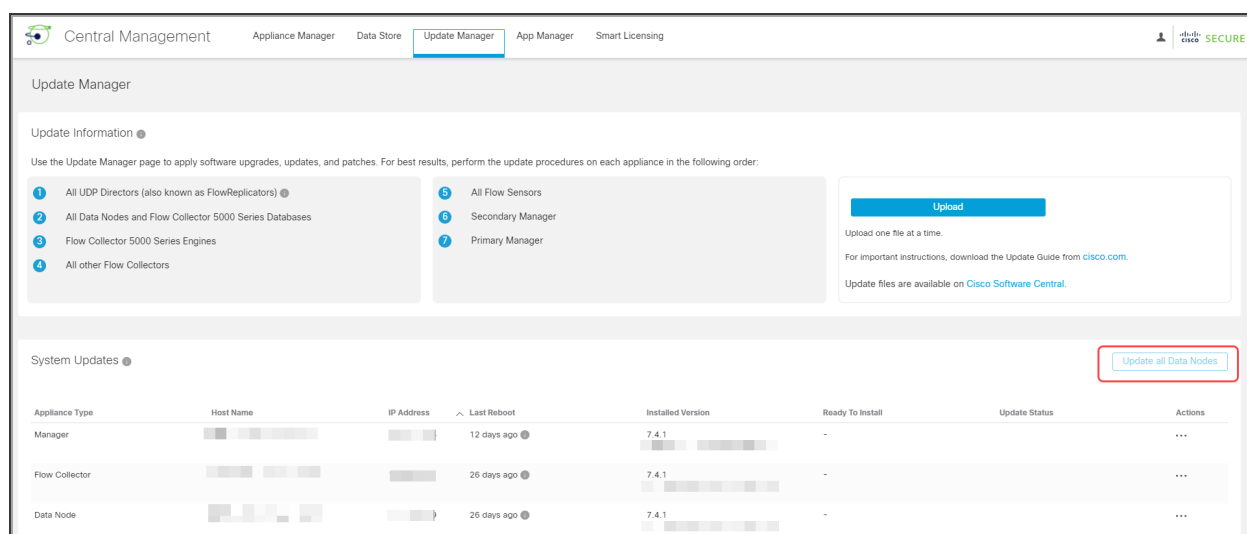 Central Management Appliance Manager Data Store Update Manager App Manager Smart Licensing cisco SECURE
Update Manager
Update Information
Use the Update Manager page to apply software upgrades, updates, and patches. For best results, perform the update procedures on each appliance in the following order:
1 All UDP Directors (also known as FlowReplicators)
2 All Data Nodes and Flow Collector 5000 Series Databases
3 Flow Collector 5000 Series Engines
4 All other Flow Collectors
5 All Flow Sensors
6 Secondary Manager
7 Primary Manager
Upload
Upload one file at a time.
For important instructions, download the Update Guide from cisco.com.
Update files are available on Cisco Software Central.
System Updates
Update all Data Nodes
Appliance Type Host Name IP Address Last Reboot Installed Version Ready To Install Update Status Actions
Manager 12 days ago 7.4.1 - ...
Flow Collector 26 days ago 7.4.1 - ...
Data Node 26 days ago 7.4.1 - ...